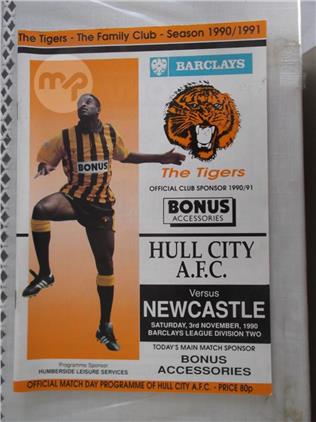 The Tigers - The Family Club - Season 1990/1991
mp
BARCLAYS
The Tigers
OFFICIAL CLUB SPONSOR 1990/91
BONUS
ACCESSORIES
BONUS
HULL CITY
A.F.C.
Versus
NEWCASTLE
SATURDAY, 3rd NOVEMBER, 1990
BARCLAYS LEAGUE DIVISION TWO
TODAY'S MAIN MATCH SPONSOR
BONUS
ACCESSORIES
Programme Sponsor
HUMBERSIDE LEISURE SERVICES
OFFICIAL MATCH DAY PROGRAMME OF HULL CITY A.F.C. - PRICE 80p